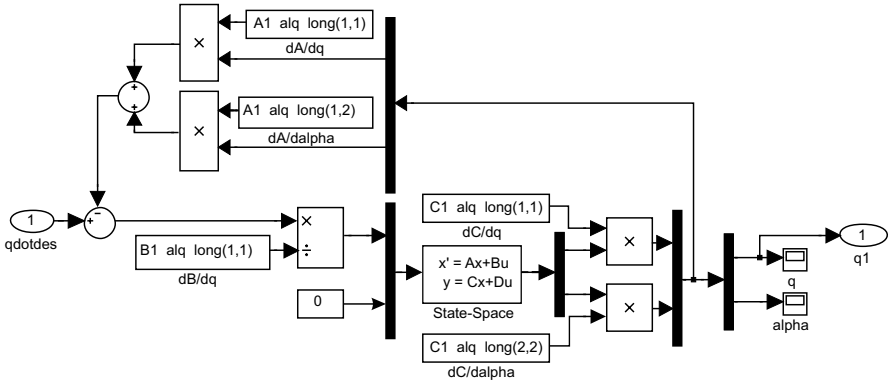 A1 alq long(1,1)
×
dA/dq
+
+
A1 alq long(1,2)
×
dA/dalpha
1
qdotdes
−
+
B1 alq long(1,1)
dB/dq
×
÷
0
C1 alq long(1,1)
dC/dq
x' = Ax+Bu
y = Cx+Du
State-Space
×
×
C1 alq long(2,2)
dC/dalpha
1
q1
q
alpha